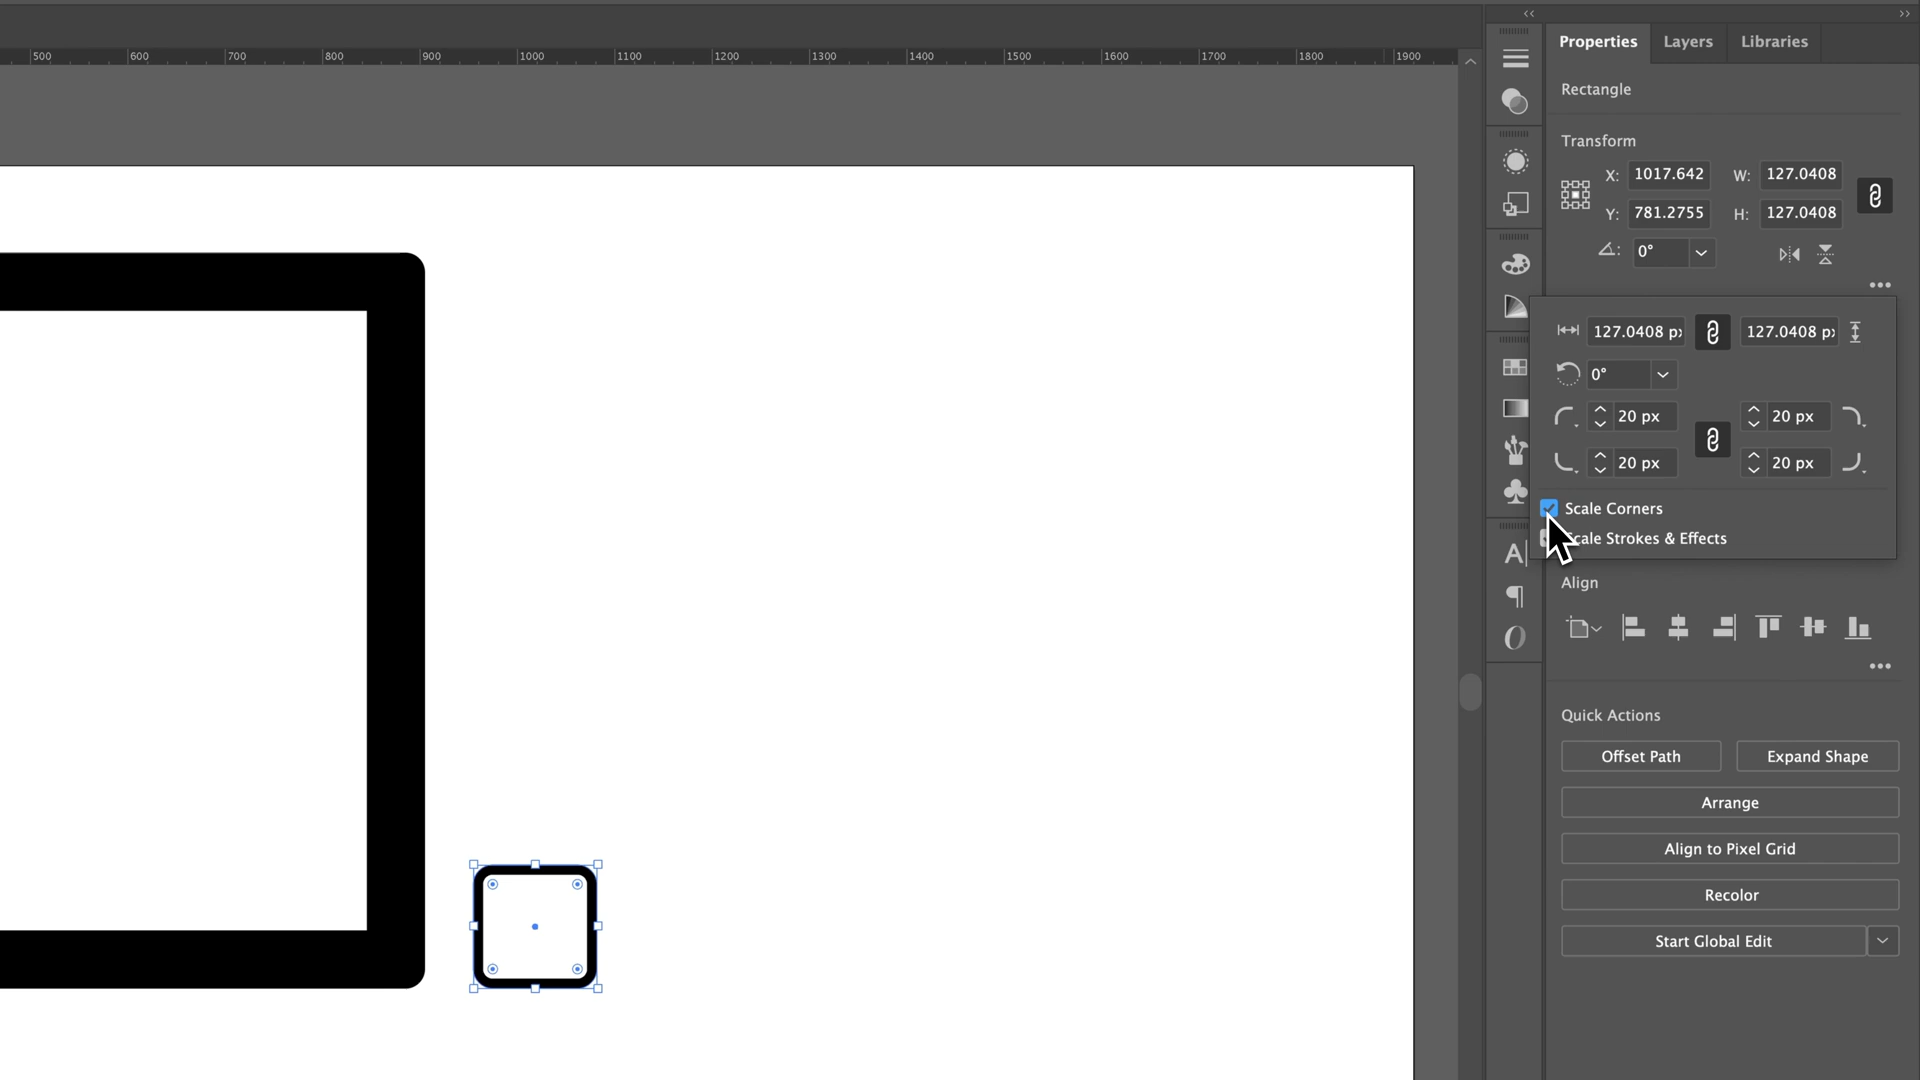 500 600 700 800 900 1000 1100 1200 1300 1400 1500 1600 1700 1800 1900
Properties Layers Libraries
Rectangle
Transform
X: 1017.642 W: 127.0408
Y: 781.2755 H: 127.0408
0°
127.0408 px 127.0408 px
0°
20 px 20 px
20 px 20 px
Scale Corners
Scale Strokes & Effects
Align
Quick Actions
Offset Path Expand Shape
Arrange
Align to Pixel Grid
Recolor
Start Global Edit